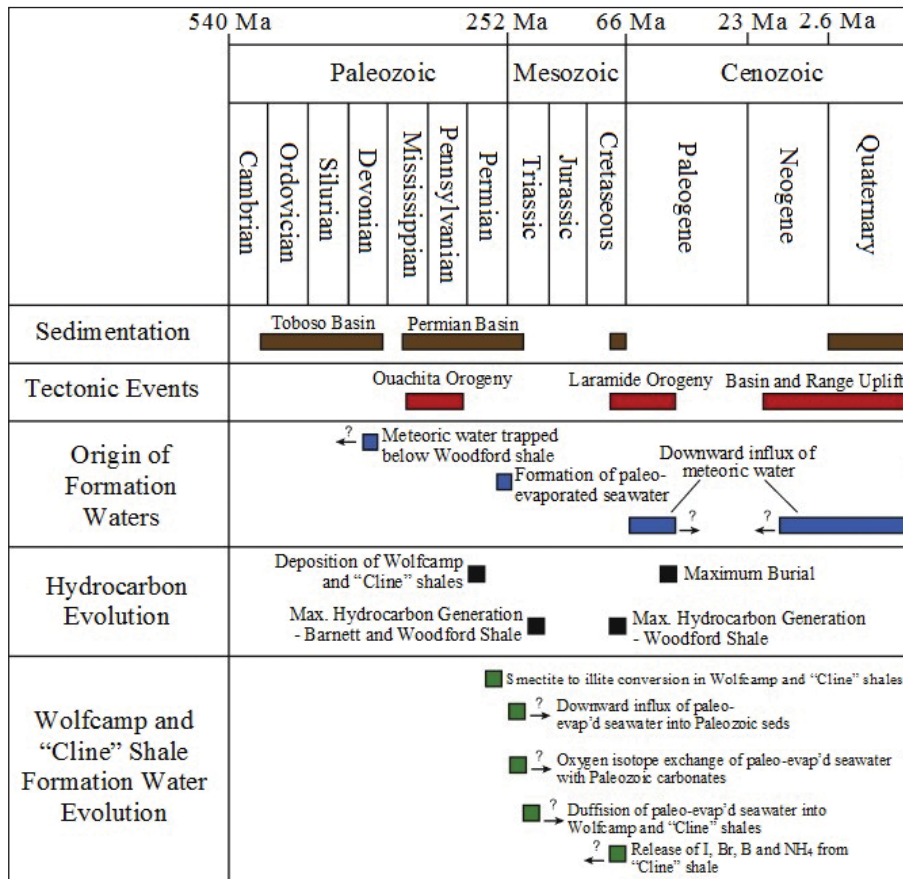 540 Ma 252 Ma 66 Ma 23 Ma 2.6 Ma
Paleozoic Mesozoic Cenozoic
Cambrian
Ordovician
Silurian
Devonian
Mississippian
Pennsylvanian
Permian
Triassic
Jurassic
Cretaseous
Paleogene
Neogene
Quaternary
Sedimentation
Toboso Basin
Permian Basin
Tectonic Events
Ouachita Orogeny
Laramide Orogeny
Basin and Range Uplift
Origin of
Formation
Waters
?
Meteoric water trapped
below Woodford shale
Formation of paleo-
evaporated seawater
Downward influx of
meteoric water
?
?
Hydrocarbon
Evolution
Deposition of Wolfcamp
and “Cline” shales
Maximum Burial
Max. Hydrocarbon Generation
- Barnett and Woodford Shale
Max. Hydrocarbon Generation
- Woodford Shale
Wolfcamp and
“Cline” Shale
Formation Water
Evolution
Smectite to illite conversion in Wolfcamp and “Cline” shales
?
Downward influx of paleo-
evap’d seawater into Paleozoic seds
?
Oxygen isotope exchange of paleo-evap’d seawater
with Paleozoic carbonates
?
Duffision of paleo-evap’d seawater into
Wolfcamp and “Cline” shales
?
Release of I, Br, B and NH₄ from
“Cline” shale